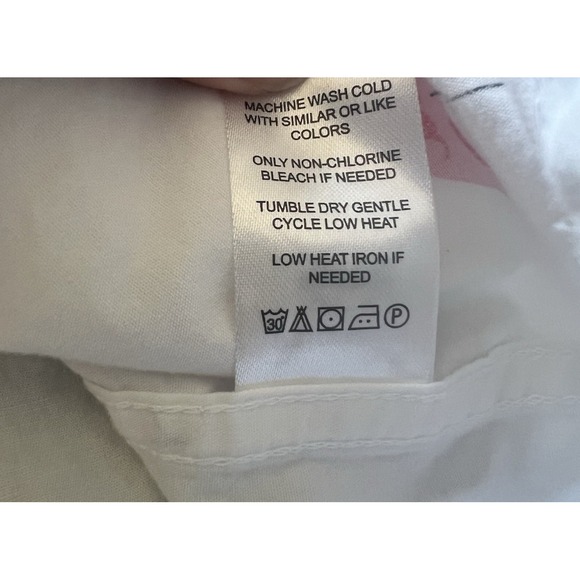 MACHINE WASH COLD
WITH SIMILAR OR LIKE
COLORS
ONLY NON-CHLORINE
BLEACH IF NEEDED
TUMBLE DRY GENTLE
CYCLE LOW HEAT
LOW HEAT IRON IF
NEEDED
30° P